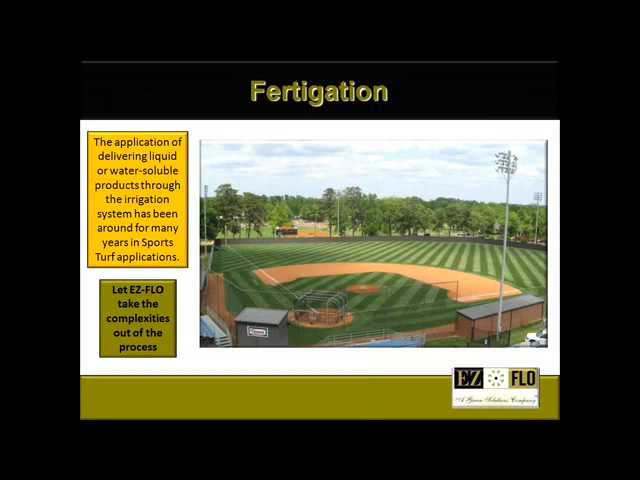 Fertigation
The application of
delivering liquid
or water-soluble
products through
the irrigation
system has been
around for many
years in Sports
Turf applications.
Let EZ-FLO
take the
complexities
out of the
process
EZ FLO
A Green Solutions Company